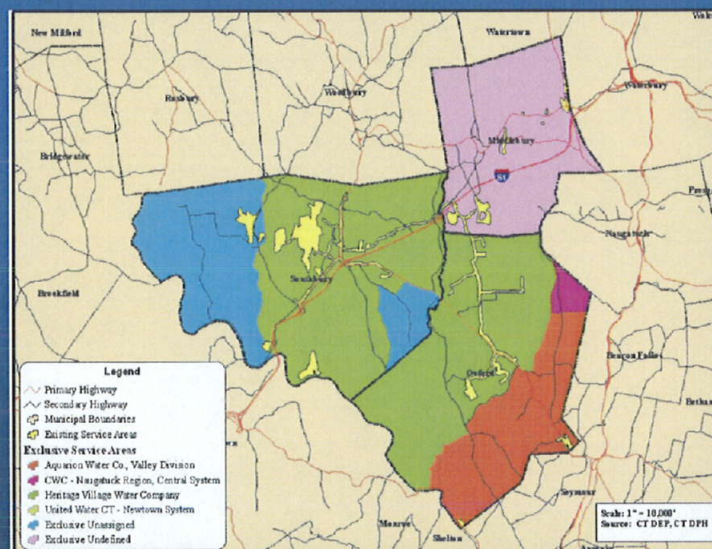 New Milford
Watertown
Roxbury
Woodbury
Waterbury
Middlebury
Bridgewater
84
Naugatuck
Southbury
Brookfield
Oxford
Beacon Falls
Seymour
Monroe
Shelton
Legend
Primary Highway
Secondary Highway
Municipal Boundaries
Existing Service Areas
Exclusive Service Areas
Aquarion Water Co., Valley Division
CWC - Naugatuck Region, Central System
Heritage Village Water Company
United Water CT - Newtown System
Exclusive Unassigned
Exclusive Undefined
Scale: 1" = 10,000'
Source: CT DEP, CT DPH